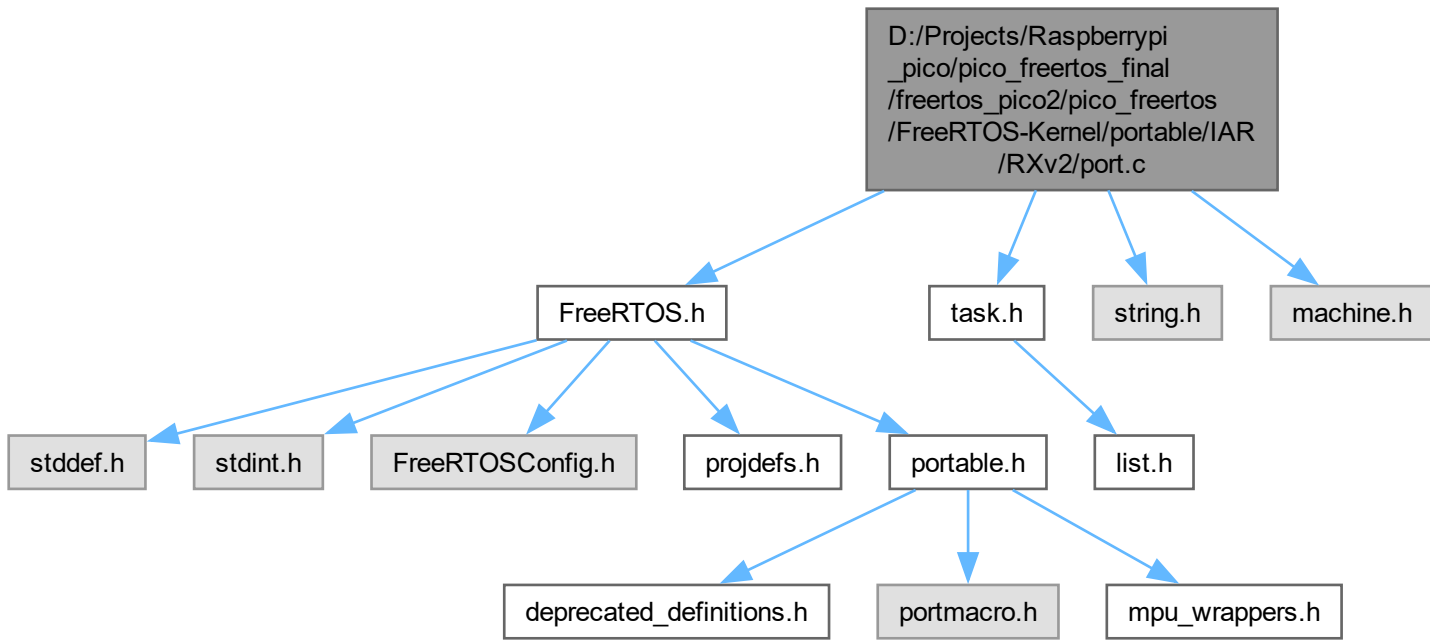 D:/Projects/Raspberrypi
_pico/pico_freertos_final
/freertos_pico2/pico_freertos
/FreeRTOS-Kernel/portable/IAR
/RXv2/port.c
FreeRTOS.h
task.h
string.h
machine.h
stddef.h
stdint.h
FreeRTOSConfig.h
projdefs.h
portable.h
list.h
deprecated_definitions.h
portmacro.h
mpu_wrappers.h